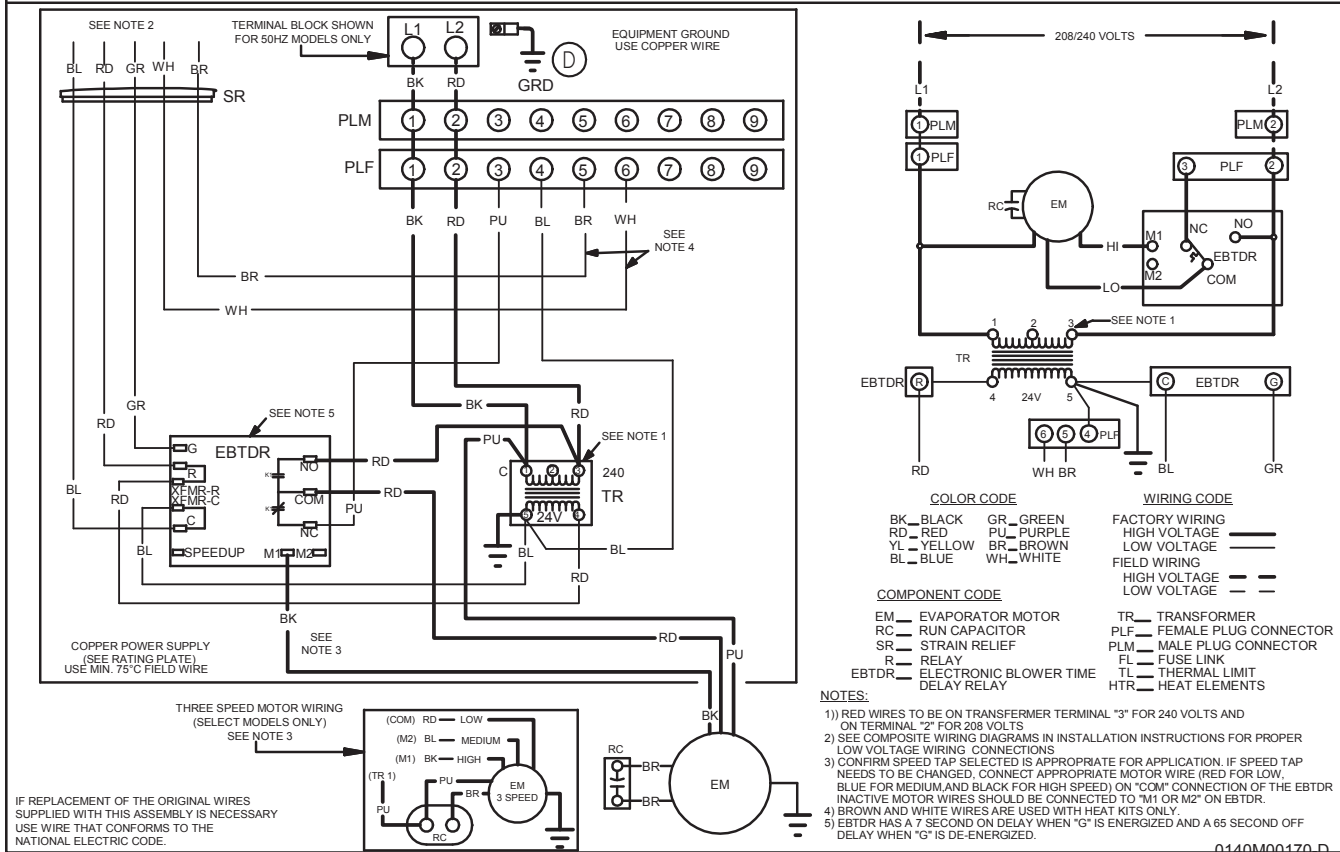 SEE NOTE 2
BL RD GR WH BR
SR
TERMINAL BLOCK SHOWN
FOR 50HZ MODELS ONLY
L1 L2
BK RD
GRD
D
EQUIPMENT GROUND
USE COPPER WIRE
PLM 1 2 3 4 5 6 7 8 9
PLF 1 2 3 4 5 6 7 8 9
BK RD PU BL BR WH
SEE
NOTE 4
BR
WH
GR
RD
BL
RD
BL
SEE NOTE 5
EBTDR
G
R
XFMR-R
XFMR-C
C
SPEEDUP
M1 M2
K1
K1
NO
COM
NC
RD
RD
PU
BK
PU
RD
SEE NOTE 1
C 2 3
240
TR
5 24V 4
BL
BL
RD
BK
SEE
NOTE 3
RD
PU
BK
COPPER POWER SUPPLY
(SEE RATING PLATE)
USE MIN. 75°C FIELD WIRE
THREE SPEED MOTOR WIRING
(SELECT MODELS ONLY)
SEE NOTE 3
(COM) RD LOW
(M2) BL MEDIUM
(M1) BK HIGH
(TR 1)
PU
PU
BR
EM
3 SPEED
RC
RC
BR
BR
EM
IF REPLACEMENT OF THE ORIGINAL WIRES
SUPPLIED WITH THIS ASSEMBLY IS NECESSARY
USE WIRE THAT CONFORMS TO THE
NATIONAL ELECTRIC CODE.
208/240 VOLTS
L1 L2
1 PLM
PLM 2
1 PLF
3 PLF 2
RC
EM
HI
LO
M1
M2
NC
NO
EBTDR
COM
1 2 3
SEE NOTE 1
TR
4 24V 5
EBTDR R
C EBTDR G
6 5 4 PLF
RD
WH BR
BL
GR
COLOR CODE
BK BLACK GR GREEN
RD RED PU PURPLE
YL YELLOW BR BROWN
BL BLUE WH WHITE
WIRING CODE
FACTORY WIRING
HIGH VOLTAGE
LOW VOLTAGE
FIELD WIRING
HIGH VOLTAGE
LOW VOLTAGE
COMPONENT CODE
EM EVAPORATOR MOTOR
RC RUN CAPACITOR
SR STRAIN RELIEF
R RELAY
EBTDR ELECTRONIC BLOWER TIME
DELAY RELAY
TR TRANSFORMER
PLF FEMALE PLUG CONNECTOR
PLM MALE PLUG CONNECTOR
FL FUSE LINK
TL THERMAL LIMIT
HTR HEAT ELEMENTS
NOTES:
1)) RED WIRES TO BE ON TRANSFERMER TERMINAL "3" FOR 240 VOLTS AND
ON TERMINAL "2" FOR 208 VOLTS
2) SEE COMPOSITE WIRING DIAGRAMS IN INSTALLATION INSTRUCTIONS FOR PROPER
LOW VOLTAGE WIRING CONNECTIONS
3) CONFIRM SPEED TAP SELECTED IS APPROPRIATE FOR APPLICATION. IF SPEED TAP
NEEDS TO BE CHANGED, CONNECT APPROPRIATE MOTOR WIRE (RED FOR LOW,
BLUE FOR MEDIUM,AND BLACK FOR HIGH SPEED) ON "COM" CONNECTION OF THE EBTDR
INACTIVE MOTOR WIRES SHOULD BE CONNECTED TO "M1 OR M2" ON EBTDR.
4) BROWN AND WHITE WIRES ARE USED WITH HEAT KITS ONLY.
5) EBTDR HAS A 7 SECOND ON DELAY WHEN "G" IS ENERGIZED AND A 65 SECOND OFF
DELAY WHEN "G" IS DE-ENERGIZED.
0140M00170-D